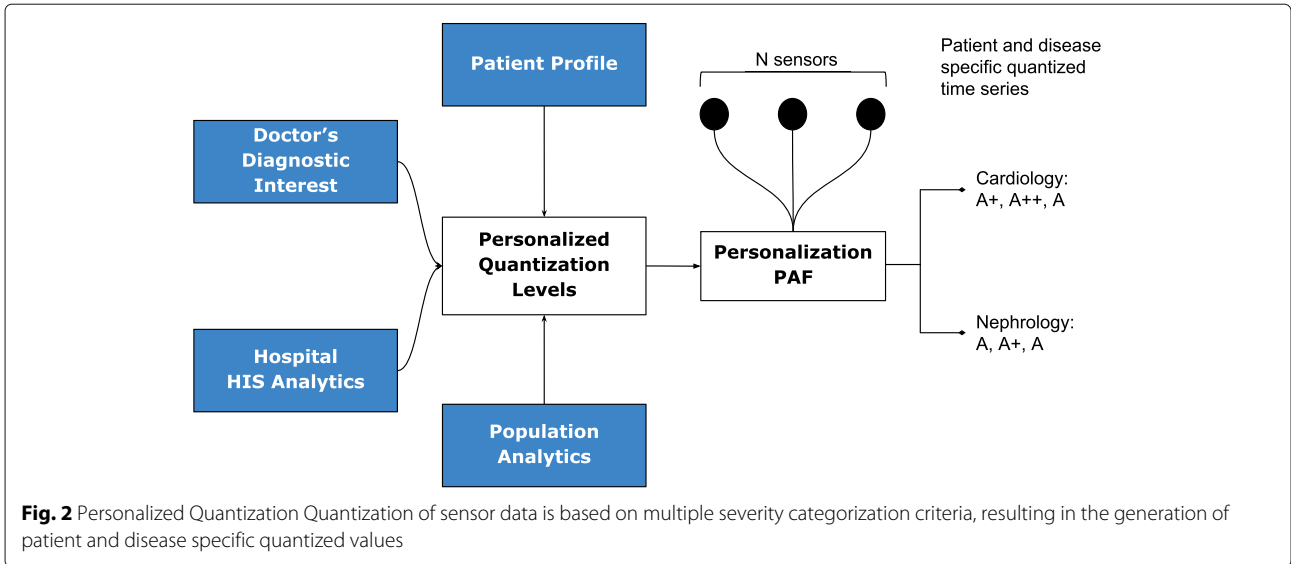 Patient Profile
N sensors
Patient and disease
specific quantized
time series
Doctor’s
Diagnostic
Interest
Cardiology:
A+, A++, A
Personalized
Quantization
Levels
Personalization
PAF
Nephrology:
A, A+, A
Hospital
HIS Analytics
Population
Analytics
Fig. 2 Personalized Quantization Quantization of sensor data is based on multiple severity categorization criteria, resulting in the generation of
patient and disease specific quantized values